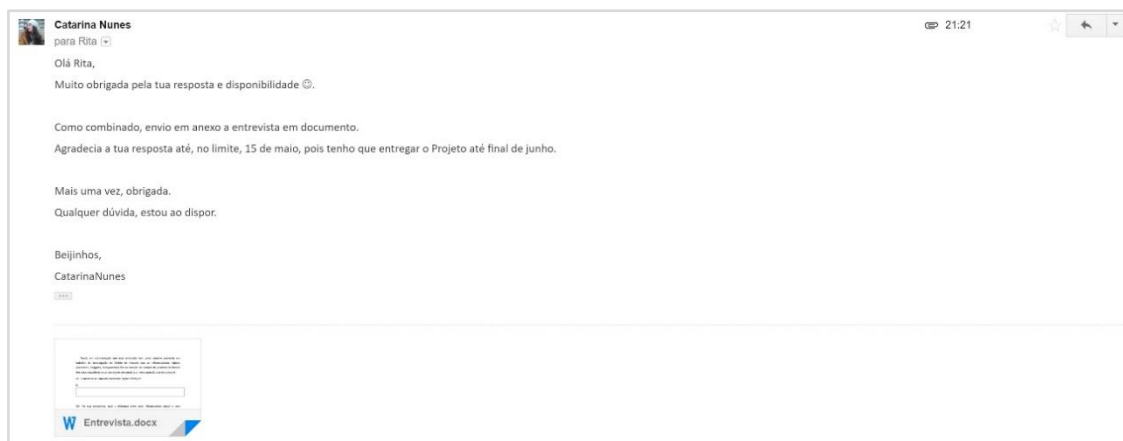 Catarina Nunes
21:21
para Rita
Olá Rita,
Muito obrigada pela tua resposta e disponibilidade ☺.
Como combinado, envio em anexo a entrevista em documento.
Agradecia a tua resposta até, no limite, 15 de maio, pois tenho que entregar o Projeto até final de junho.
Mais uma vez, obrigada.
Qualquer dúvida, estou ao dispor.
Beijinhos,
CatarinaNunes
W Entrevista.docx